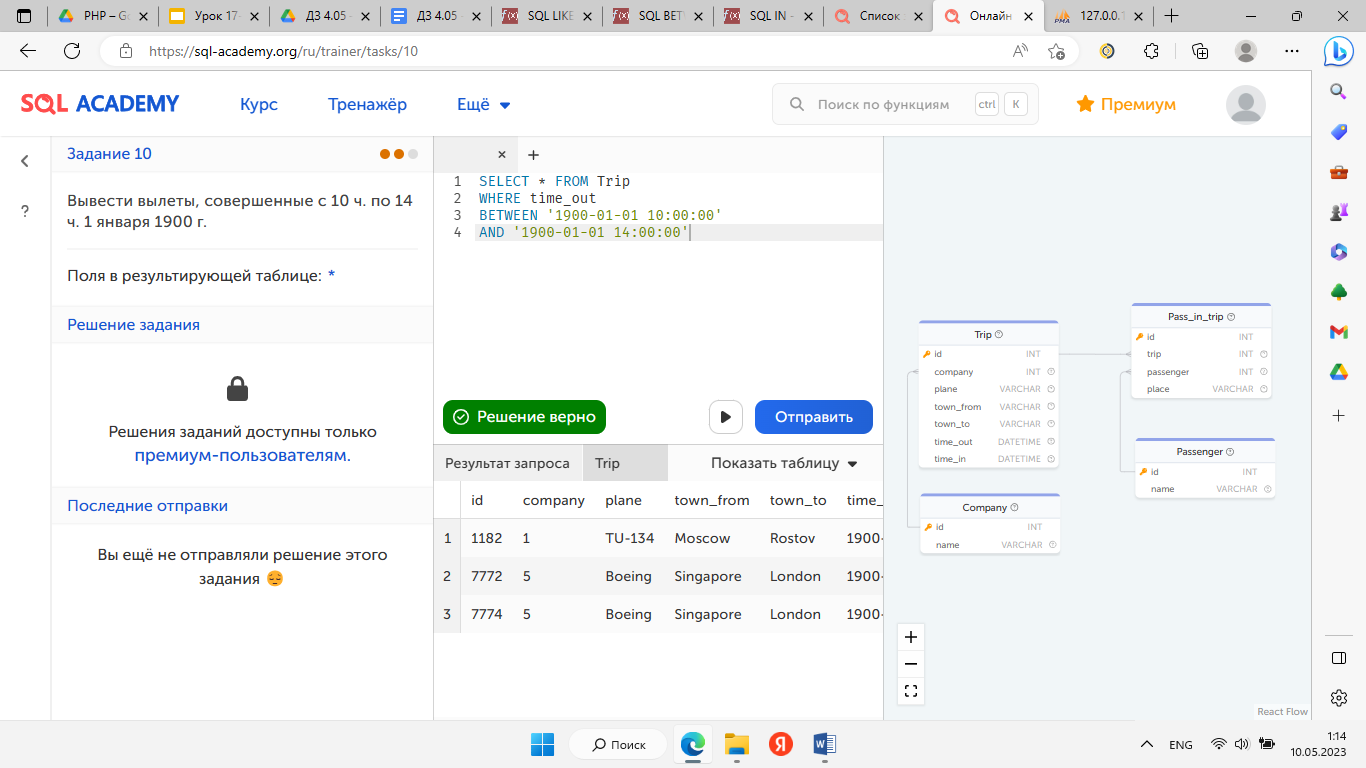 PHP – Go
Урок 17-
ДЗ 4.05 -
ДЗ 4.05 -
SQL LIKE
SQL BET
SQL IN -
Список
Онлайн
127.0.0.1
https://sql-academy.org/ru/trainer/tasks/10
SQL ACADEMY
Курс
Тренажёр
Ещё
Поиск по функциям
ctrl
K
Премиум
Задание 10
Вывести вылеты, совершенные с 10 ч. по 14
ч. 1 января 1900 г.
Поля в результирующей таблице: *
Решение задания
Решения заданий доступны только
премиум-пользователям.
Последние отправки
Вы ещё не отправляли решение этого
задания
1 SELECT * FROM Trip
2 WHERE time_out
3 BETWEEN '1900-01-01 10:00:00'
4 AND '1900-01-01 14:00:00'
Решение верно
Отправить
Результат запроса
Trip
Показать таблицу
id company plane town_from town_to time_
1 1182 1 TU-134 Moscow Rostov 1900-
2 7772 5 Boeing Singapore London 1900-
3 7774 5 Boeing Singapore London 1900-
Trip
id INT
company INT
plane VARCHAR
town_from VARCHAR
town_to VARCHAR
time_out DATETIME
time_in DATETIME
Company
id INT
name VARCHAR
Pass_in_trip
id INT
trip INT
passenger INT
place VARCHAR
Passenger
id INT
name VARCHAR
React Flow
Поиск
ENG
1:14
10.05.2023